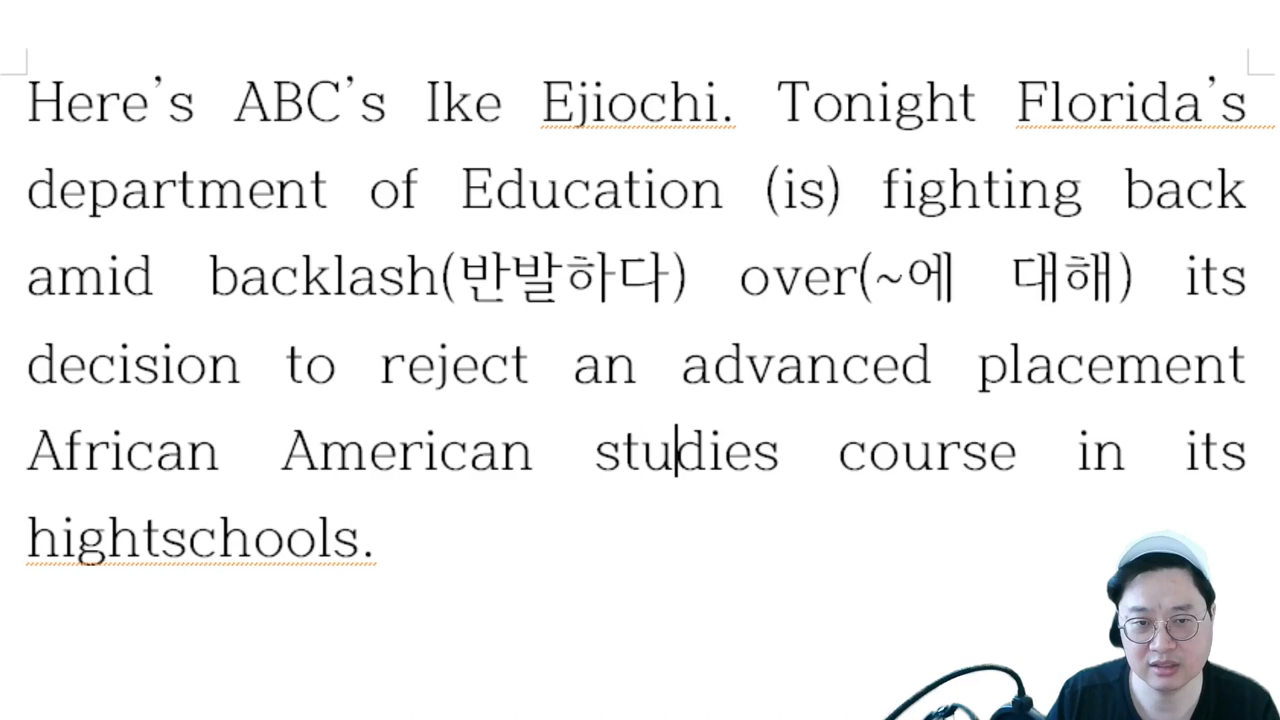 Here's ABC's Ike Ejiochi. Tonight Florida's
department of Education (is) fighting back
amid backlash(반발하다) over(~에 대해) its
decision to reject an advanced placement
African American studies course in its
hightschools.